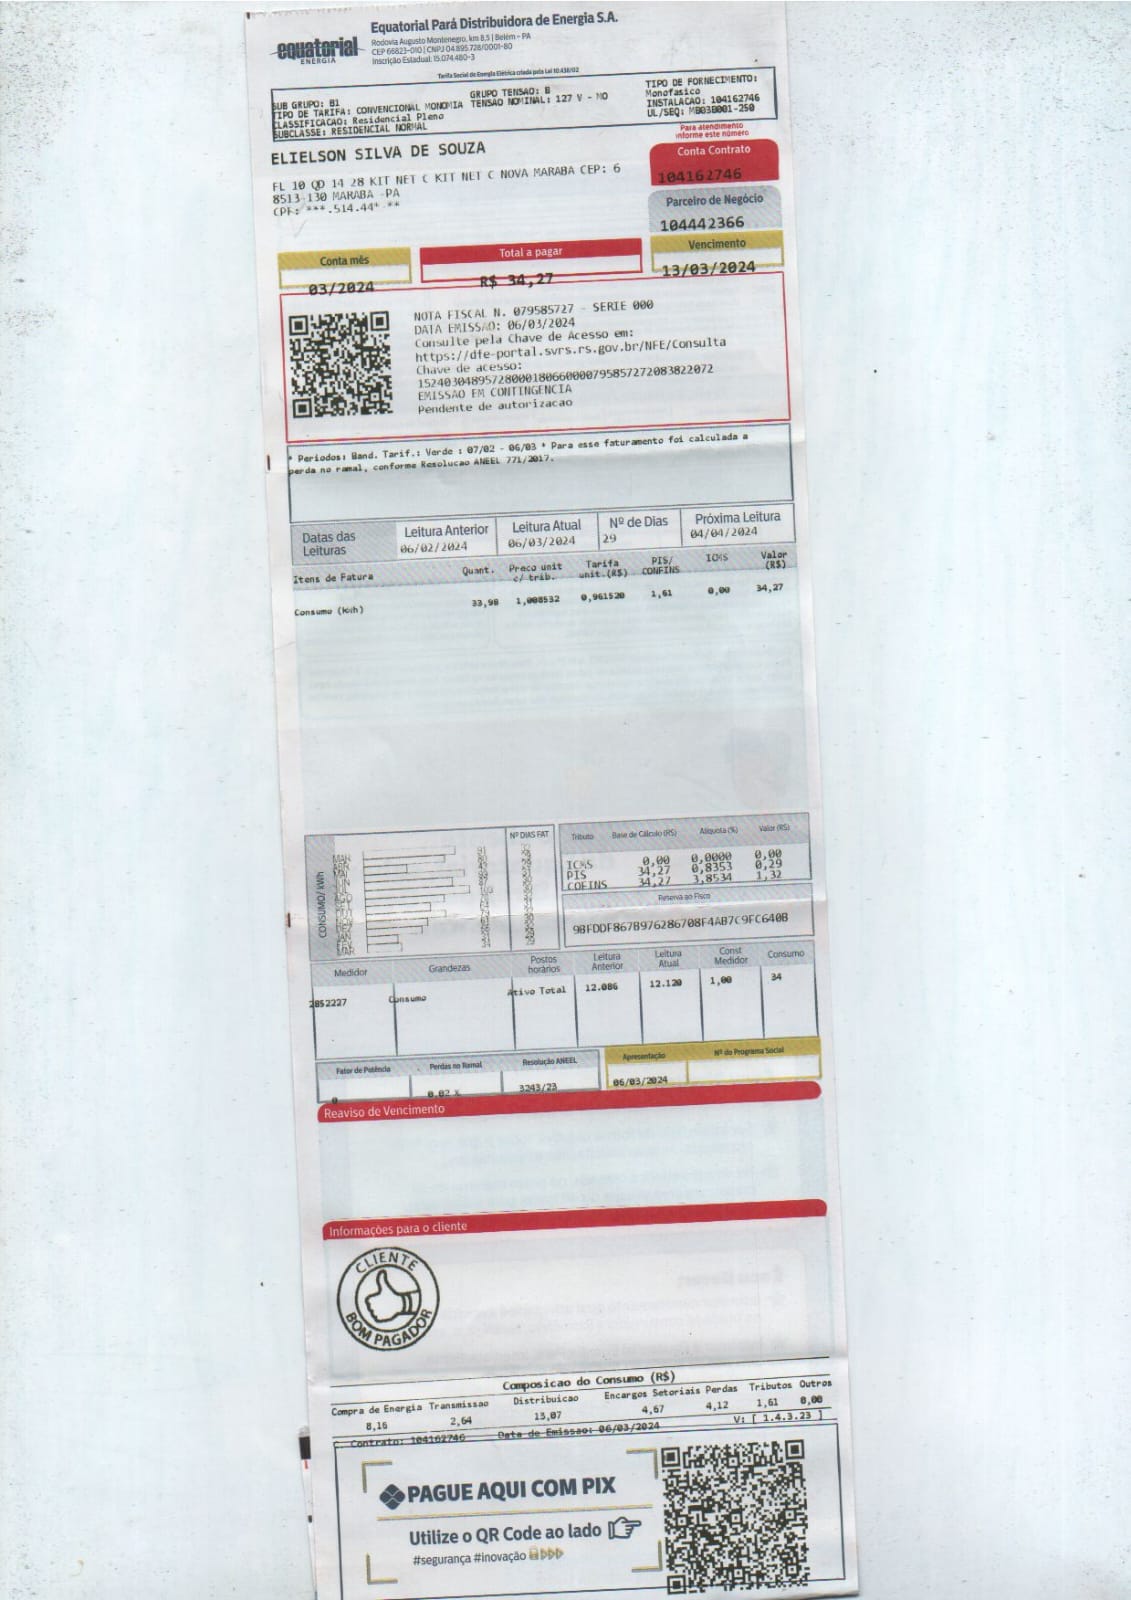 equatorial
ENERGIA
Equatorial Pará Distribuidora de Energia S.A.
Rodovia Augusto Montenegro, km 8,5 | Belém - PA
CEP 66823-010 | CNPJ 04.895.728/0001-80
Inscrição Estadual: 15.074.480-3
Tarifa Social de Energia Elétrica criada pela Lei 10.438/02
SUB GRUPO: B1 GRUPO TENSAO: B TIPO DE FORNECIMENTO:
TIPO DE TARIFA: CONVENCIONAL MONOMIA TENSAO NOMINAL: 127 V - MO Monofasico
CLASSIFICACAO: Residencial Pleno INSTALACAO: 104162746
SUBCLASSE: RESIDENCIAL NORMAL UL/SEQ: MB03B001-250
Para atendimento
informe este número
ELIELSON SILVA DE SOUZA
Conta Contrato
104162746
FL 10 QD 14 28 KIT NET C KIT NET C NOVA MARABA CEP: 6
8513-130 MARABA -PA
CPF: ***.514.44*-**
Parceiro de Negócio
104442366
Conta mês Total a pagar Vencimento
03/2024 R$ 34,27 13/03/2024
NOTA FISCAL N. 079585727 - SERIE 000
DATA EMISSAO: 06/03/2024
Consulte pela Chave de Acesso em:
https://dfe-portal.svrs.rs.gov.br/NFE/Consulta
Chave de acesso:
15240304895728000180660000795857272083822072
EMISSAO EM CONTINGENCIA
Pendente de autorizacao
* Periodos: Band. Tarif.: Verde : 07/02 - 06/03 * Para esse faturamento foi calculada a
perda no ramal, conforme Resolucao ANEEL 771/2017.
Datas das Leituras Leitura Anterior Leitura Atual Nº de Dias Próxima Leitura
06/02/2024 06/03/2024 29 04/04/2024
Itens de Fatura Quant. Preco unit c/ trib. Tarifa unit.(R$) PIS/ COFINS ICMS Valor (R$)
Consumo (kWh) 33,98 1,008532 0,961520 1,61 0,00 34,27
CONSUMO/ kWh Nº DIAS FAT
MAR 91
ABR
MAI
JUN
JUL 103
AGO
SET
OUT
NOV
DEZ
JAN
FEV
MAR 34 29
Tributo Base de Cálculo (R$) Alíquota (%) Valor (R$)
ICMS 0,00 0,0000 0,00
PIS 34,27 0,8353 0,29
COFINS 34,27 3,8534 1,32
Reserva ao Fisco
9BFDDF867B976286708F4AB7C9FC640B
Medidor Grandezas Postos horários Leitura Anterior Leitura Atual Const Medidor Consumo
2852227 Consumo Ativo Total 12.086 12.120 1,00 34
Fator de Potência Perdas no Ramal Resolução ANEEL Apresentação Nº do Programa Social
0 0,02 % 3243/23 06/03/2024
Reaviso de Vencimento
Informações para o cliente
CLIENTE
BOM PAGADOR
Composicao do Consumo (R$)
Compra de Energia Transmissao Distribuicao Encargos Setoriais Perdas Tributos Outros
8,16 2,64 13,07 4,67 4,12 1,61 0,00
C. Contrato: 104162746 Data de Emissao: 06/03/2024 V: [ 1.4.3.23 ]
PAGUE AQUI COM PIX
Utilize o QR Code ao lado
#segurança #inovação